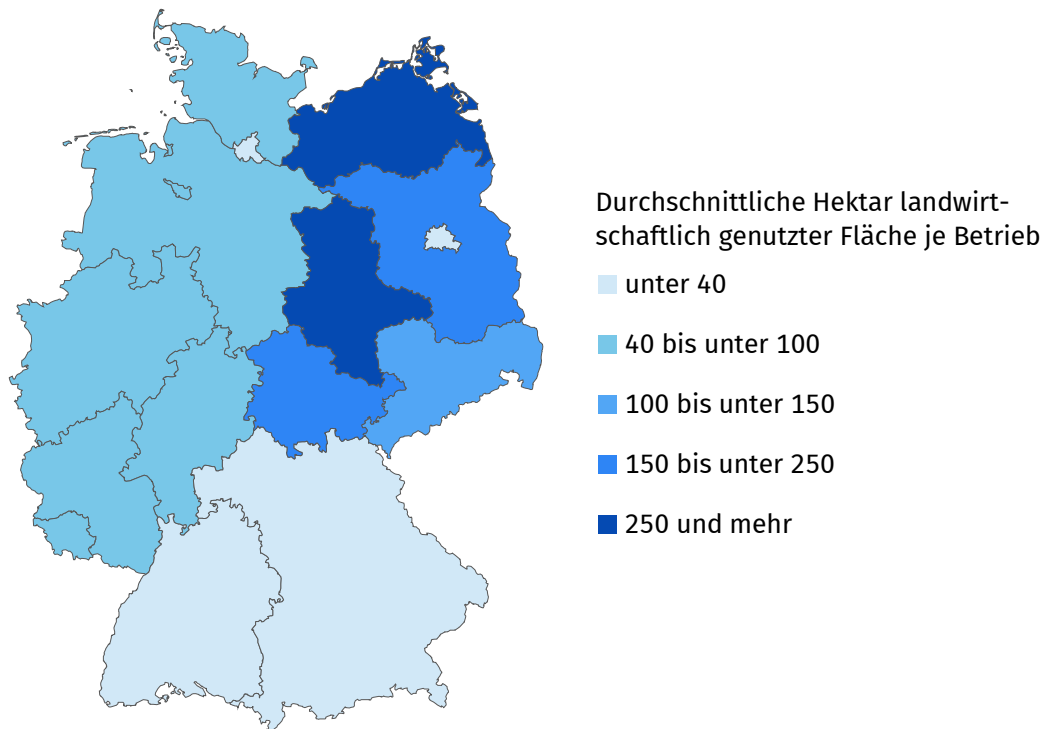 Durchschnittliche Hektar landwirt-
schaftlich genutzter Fläche je Betrieb
unter 40
40 bis unter 100
100 bis unter 150
150 bis unter 250
250 und mehr